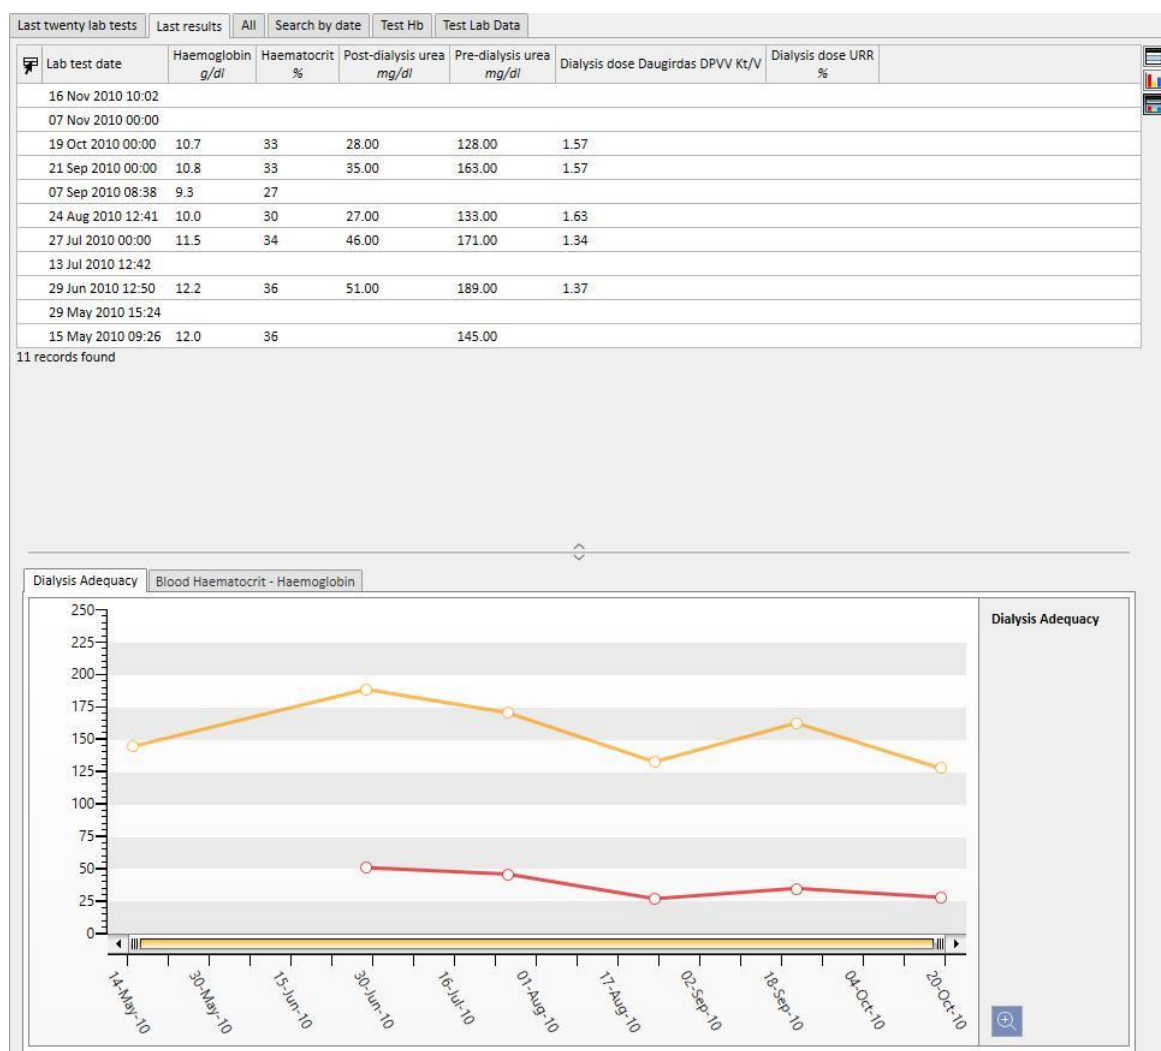 Last twenty lab tests Last results All Search by date Test Hb Test Lab Data
Lab test date Haemoglobin g/dl Haematocrit % Post-dialysis urea mg/dl Pre-dialysis urea mg/dl Dialysis dose Daugirdas DPVV Kt/V Dialysis dose URR %
16 Nov 2010 10:02
07 Nov 2010 00:00
19 Oct 2010 00:00 10.7 33 28.00 128.00 1.57
21 Sep 2010 00:00 10.8 33 35.00 163.00 1.57
07 Sep 2010 08:38 9.3 27
24 Aug 2010 12:41 10.0 30 27.00 133.00 1.63
27 Jul 2010 00:00 11.5 34 46.00 171.00 1.34
13 Jul 2010 12:42
29 Jun 2010 12:50 12.2 36 51.00 189.00 1.37
29 May 2010 15:24
15 May 2010 09:26 12.0 36 145.00
11 records found
Dialysis Adequacy Blood Haematocrit - Haemoglobin
Dialysis Adequacy
250
225
200
175
150
125
100
75
50
25
0
14-May-10 30-May-10 15-Jun-10 30-Jun-10 16-Jul-10 01-Aug-10 17-Aug-10 02-Sep-10 18-Sep-10 04-Oct-10 20-Oct-10